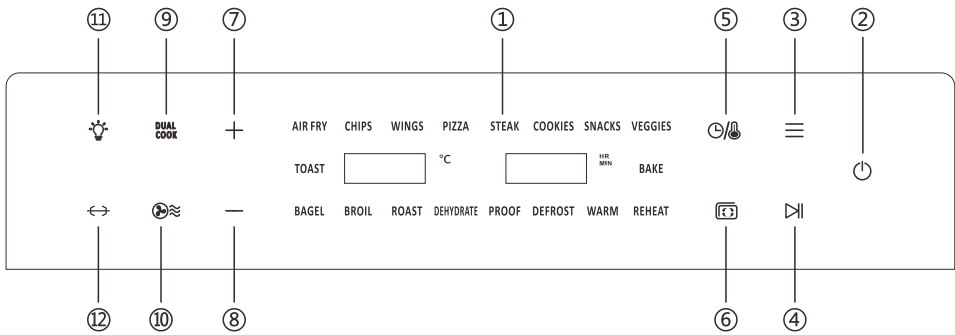 ⑪ ⑨ ⑦ ① ⑤ ③ ②
DUAL COOK
AIR FRY CHIPS WINGS PIZZA STEAK COOKIES SNACKS VEGGIES
TOAST °C HR MIN BAKE
BAGEL BROIL ROAST DEHYDRATE PROOF DEFROST WARM REHEAT
⑫ ⑩ ⑧ ⑥ ④